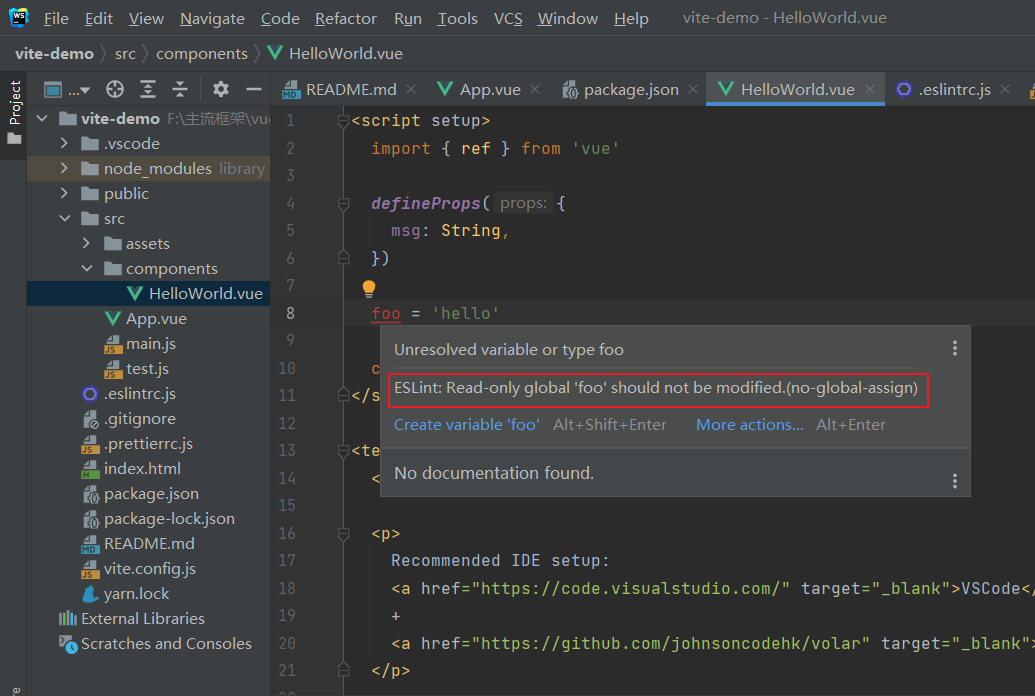 WS File Edit View Navigate Code Refactor Run Tools VCS Window Help vite-demo - HelloWorld.vue
vite-demo src components HelloWorld.vue
Project
...
vite-demo F:\主流框架\vu
.vscode
node_modules library
public
src
assets
components
HelloWorld.vue
App.vue
JS main.js
JS test.js
.eslintrc.js
.gitignore
JS .prettierrc.js
H index.html
package.json
package-lock.json
MD README.md
JS vite.config.js
yarn.lock
External Libraries
Scratches and Consoles
MD README.md App.vue package.json HelloWorld.vue .eslintrc.js
1 <script setup>
2 import { ref } from 'vue'
3
4 defineProps( props: {
5 msg: String,
6 })
7
8 foo = 'hello'
9
10 c
11 </s
12
13 <te
14 <
15
16 <p>
17 Recommended IDE setup:
18 <a href="https://code.visualstudio.com/" target="_blank">VSCode</
19 +
20 <a href="https://github.com/johnsoncodehk/volar" target="_blank">
21 </p>
Unresolved variable or type foo
ESLint: Read-only global 'foo' should not be modified.(no-global-assign)
Create variable 'foo' Alt+Shift+Enter More actions... Alt+Enter
No documentation found.